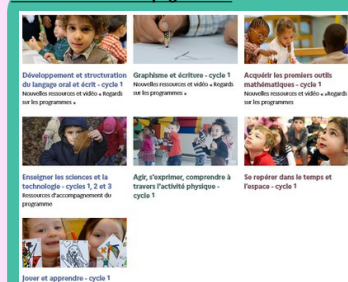 Développement et structuration
du langage oral et écrit - cycle 1
Nouvelles ressources et vidéo « Regards
sur les programmes »
Graphisme et écriture - cycle 1
Nouvelles ressources et vidéo « Regards
sur les programmes »
Acquérir les premiers outils
mathématiques - cycle 1
Nouvelles ressources et vidéo « Regards
sur les programmes
Enseigner les sciences et la
technologie - cycles 1, 2 et 3
Ressources d'accompagnement du
programme
Agir, s'exprimer, comprendre à
travers l'activité physique -
cycle 1
Se repérer dans le temps et
l'espace - cycle 1
Jouer et apprendre - cycle 1